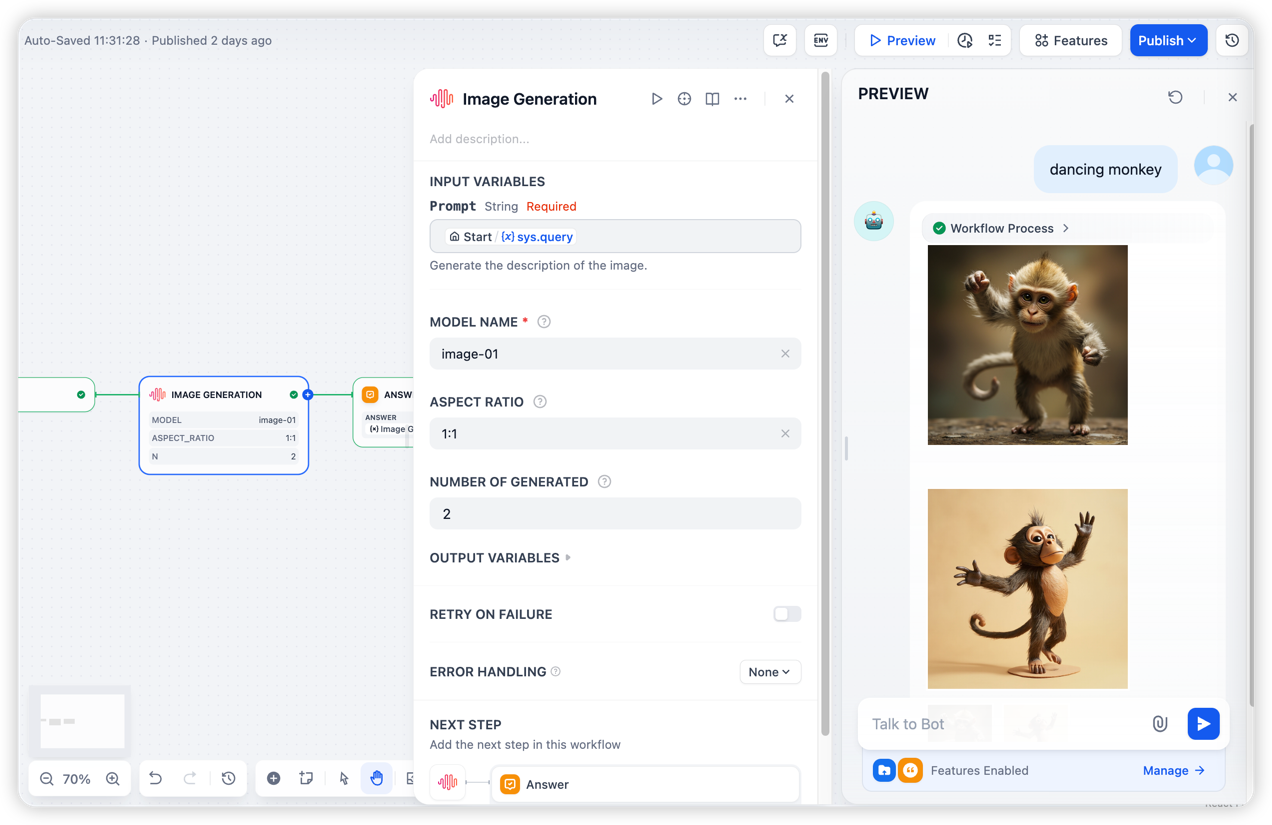 Auto-Saved 11:31:28 · Published 2 days ago
ENV
Preview
Features
Publish
Image Generation
Add description...
INPUT VARIABLES
Prompt String Required
Start / {x} sys.query
Generate the description of the image.
MODEL NAME *
image-01
ASPECT RATIO
1:1
NUMBER OF GENERATED
2
OUTPUT VARIABLES
RETRY ON FAILURE
ERROR HANDLING
None
NEXT STEP
Add the next step in this workflow
Answer
IMAGE GENERATION
MODEL image-01
ASPECT_RATIO 1:1
N 2
ANSW
ANSWER
Image G
70%
PREVIEW
dancing monkey
Workflow Process
Talk to Bot
Features Enabled
Manage